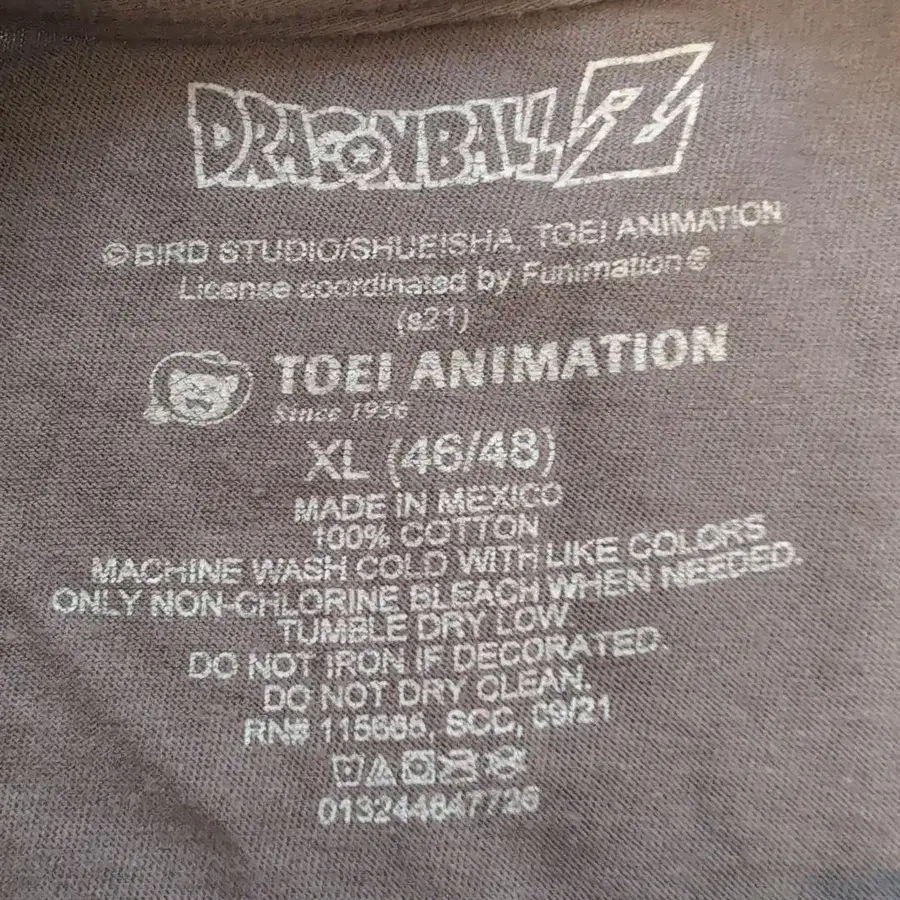 DRAGONBALL Z
©BIRD STUDIO/SHUEISHA, TOEI ANIMATION
License coordinated by Funimation®
(s21)
TOEI ANIMATION
Since 1956
XL (46/48)
MADE IN MEXICO
100% COTTON
MACHINE WASH COLD WITH LIKE COLORS
ONLY NON-CHLORINE BLEACH WHEN NEEDED.
TUMBLE DRY LOW
DO NOT IRON IF DECORATED.
DO NOT DRY CLEAN.
RN# 115665, SCC, 09/21